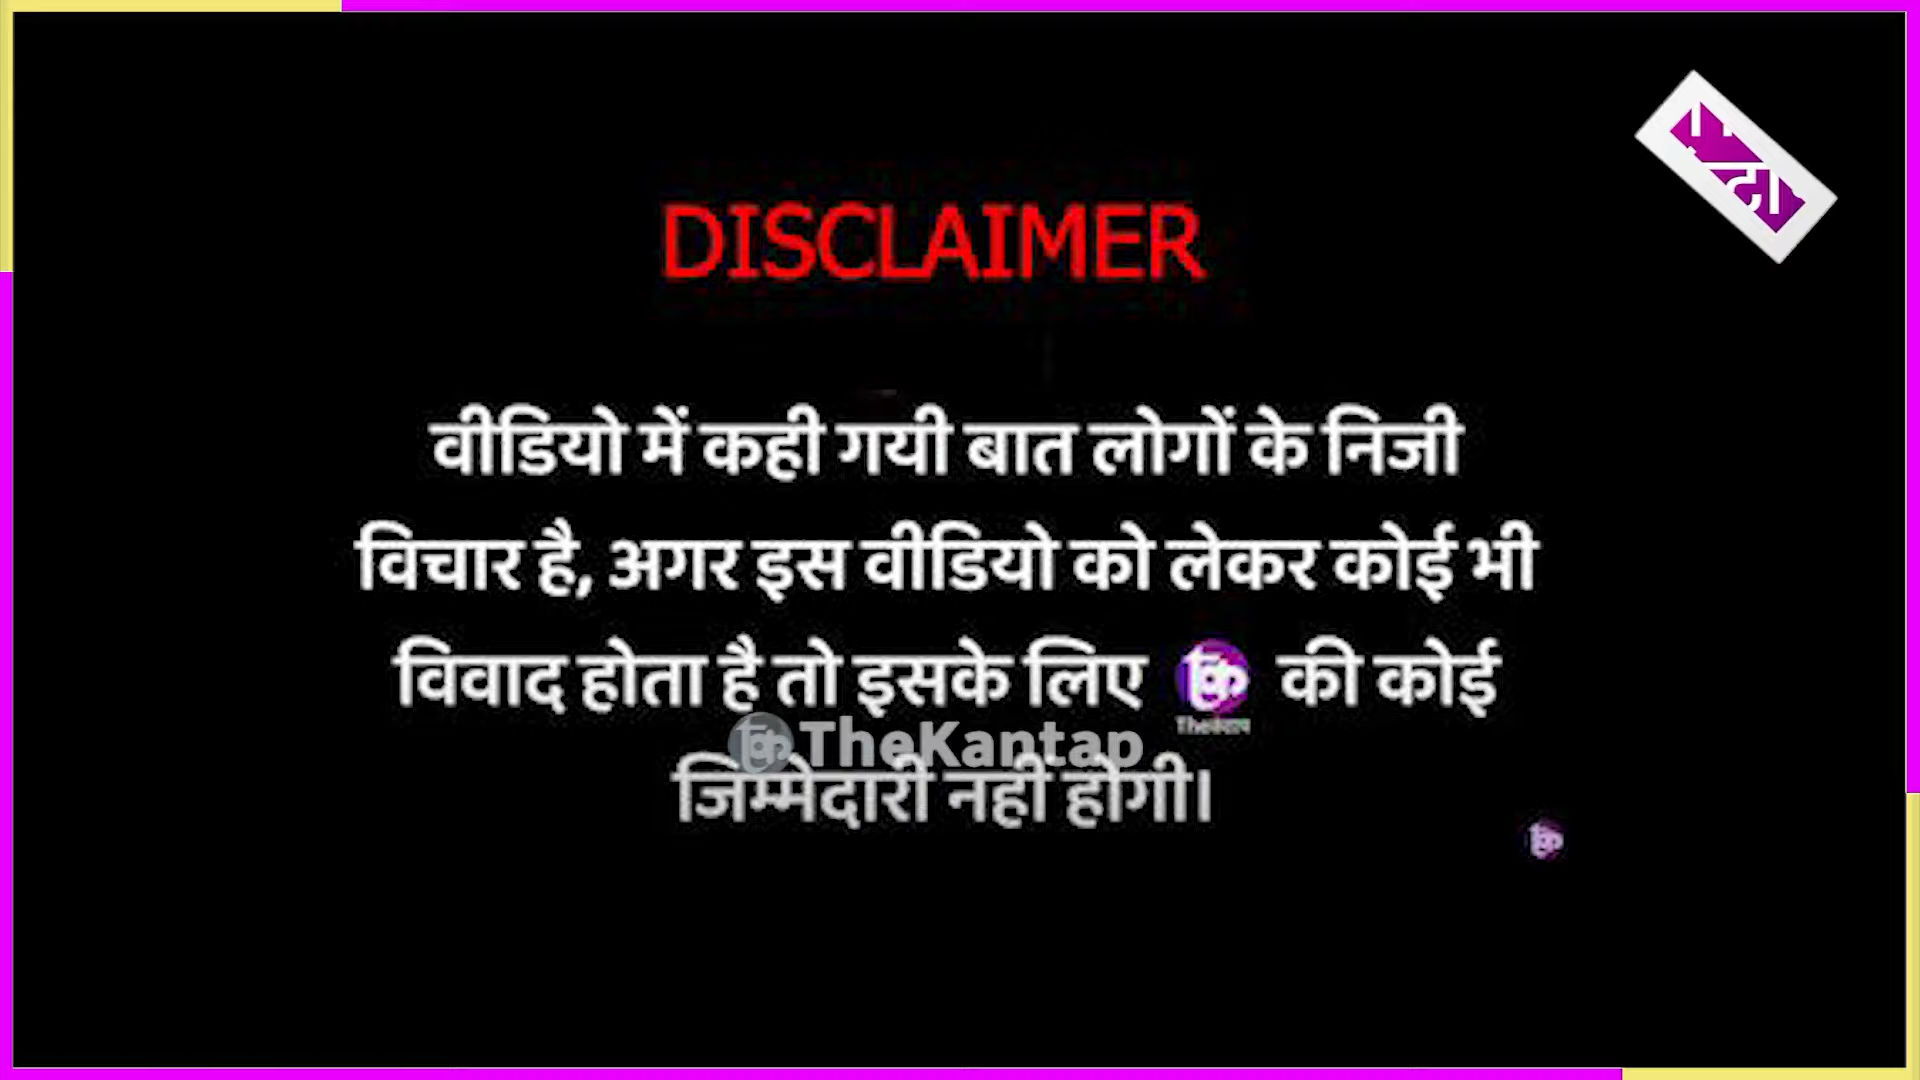 DISCLAIMER
वीडियो में कही गयी बात लोगों के निजी
विचार है, अगर इस वीडियो को लेकर कोई भी
विवाद होता है तो इसके लिए की कोई
TheKantap
जिम्मेदारी नहीं होगी।